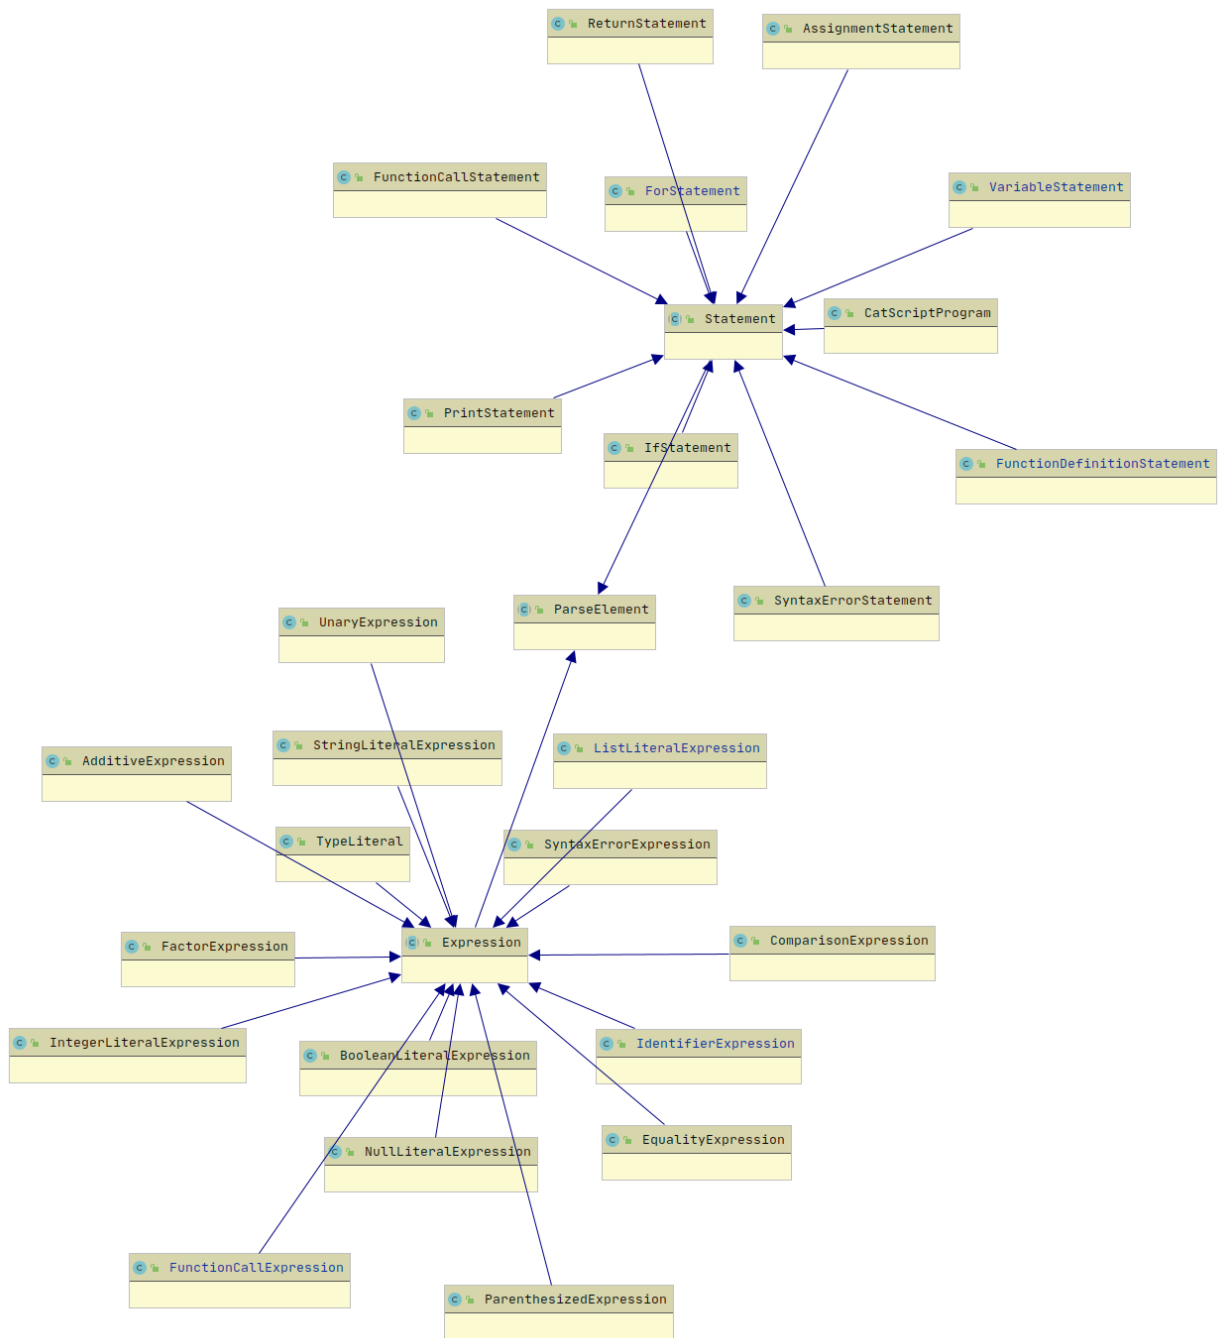 ReturnStatement
AssignmentStatement
FunctionCallStatement
ForStatement
VariableStatement
Statement
CatScriptProgram
PrintStatement
IfStatement
FunctionDefinitionStatement
ParseElement
SyntaxErrorStatement
UnaryExpression
StringLiteralExpression
ListLiteralExpression
AdditiveExpression
TypeLiteral
SyntaxErrorExpression
FactorExpression
Expression
ComparisonExpression
IntegerLiteralExpression
BooleanLiteralExpression
IdentifierExpression
NullLiteralExpression
EqualityExpression
FunctionCallExpression
ParenthesizedExpression